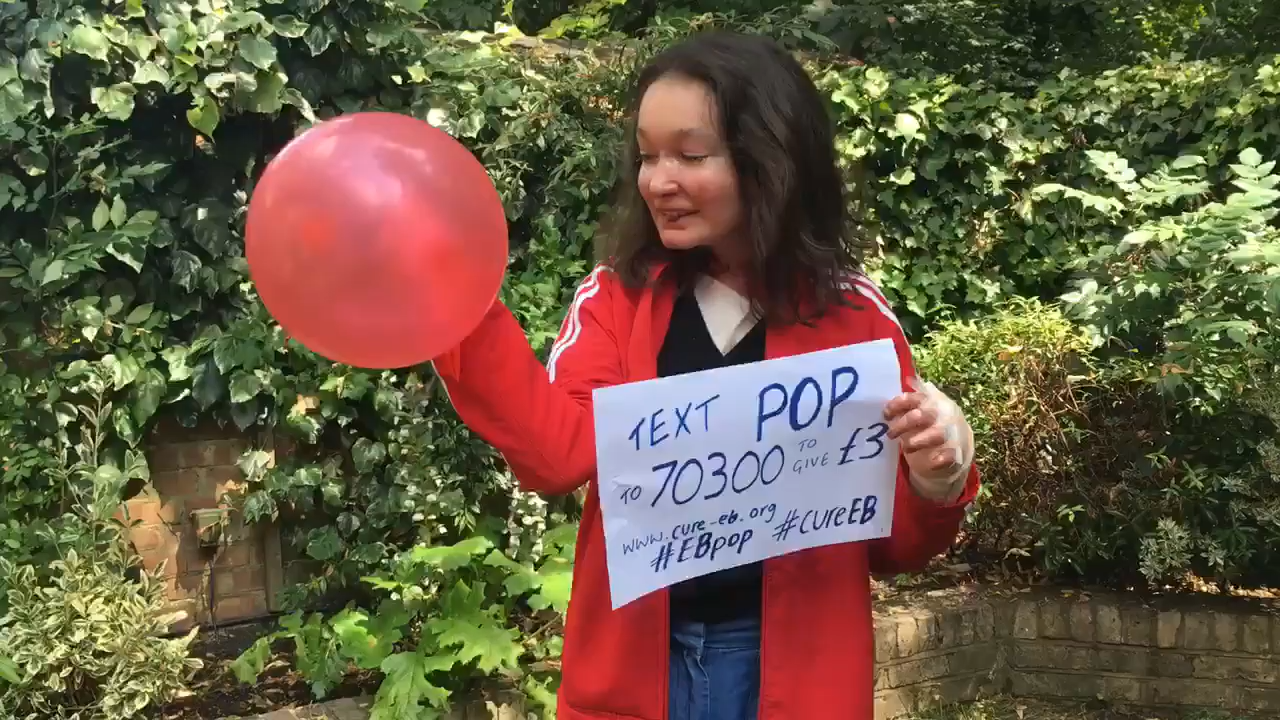 TEXT POP
TO 70300 TO GIVE £3
www.cure-eb.org
#EBpop #CureEB